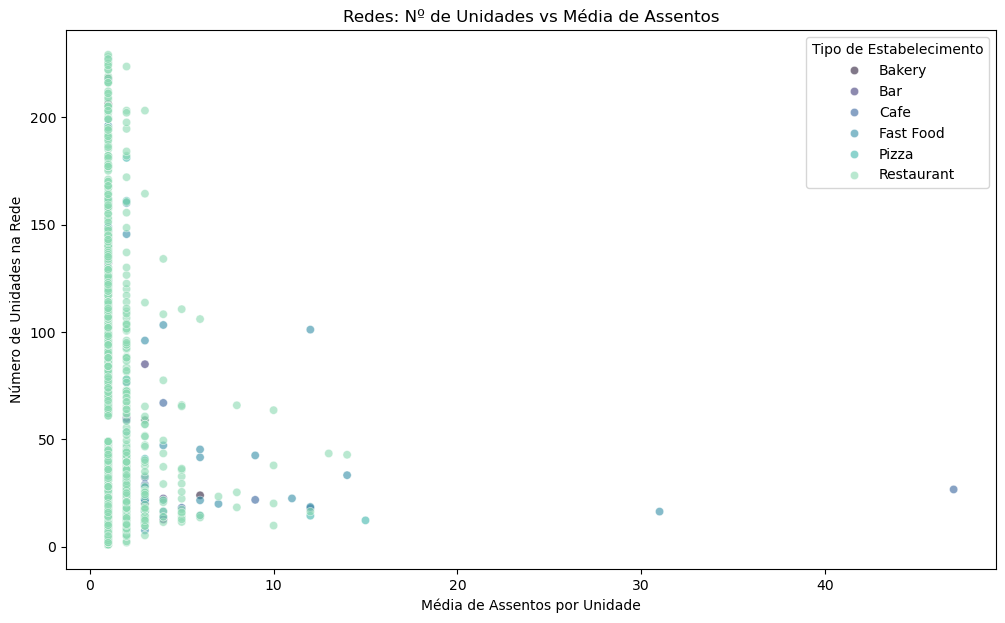 Redes: Nº de Unidades vs Média de Assentos
Tipo de Estabelecimento
Bakery
Bar
Cafe
Fast Food
Pizza
Restaurant
Número de Unidades na Rede
200
150
100
50
0
0 10 20 30 40
Média de Assentos por Unidade